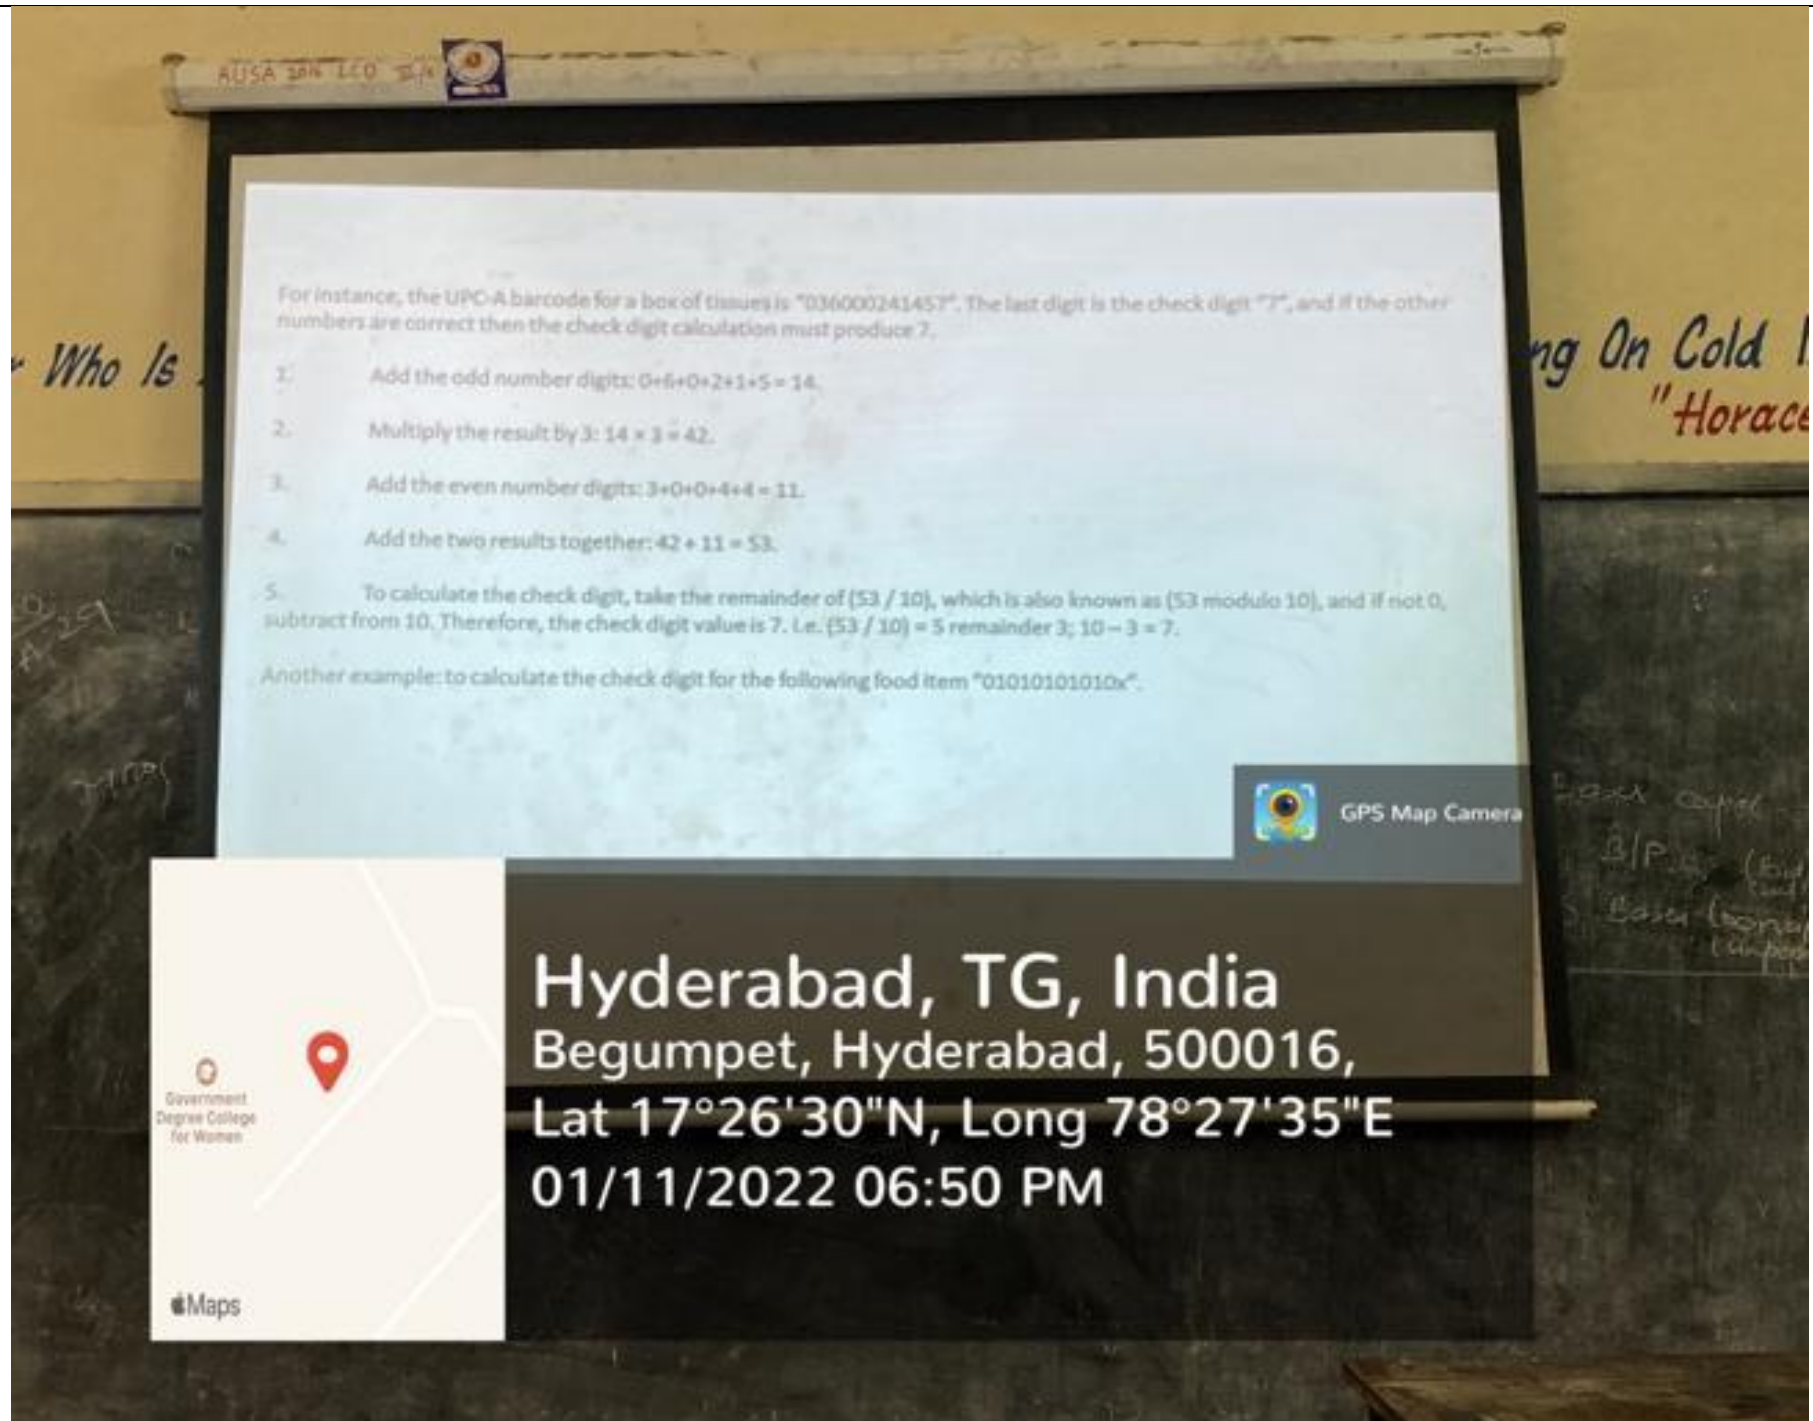 RUSA 2016 LCD
For instance, the UPC-A barcode for a box of tissues is "036000241457". The last digit is the check digit "7", and if the other
numbers are correct then the check digit calculation must produce 7.
Who Is
ng On Cold
"Horace
1. Add the odd number digits: 0+6+0+2+1+5 = 14.
2. Multiply the result by 3: 14 × 3 = 42.
3. Add the even number digits: 3+0+0+4+4 = 11.
4. Add the two results together: 42 + 11 = 53.
5. To calculate the check digit, take the remainder of (53 / 10), which is also known as (53 modulo 10), and if not 0,
subtract from 10. Therefore, the check digit value is 7. i.e. (53 / 10) = 5 remainder 3; 10 – 3 = 7.
Another example: to calculate the check digit for the following food item "01010101010x".
GPS Map Camera
B/P
Government
Degree College
for Women
Maps
Hyderabad, TG, India
Begumpet, Hyderabad, 500016,
Lat 17°26'30"N, Long 78°27'35"E
01/11/2022 06:50 PM